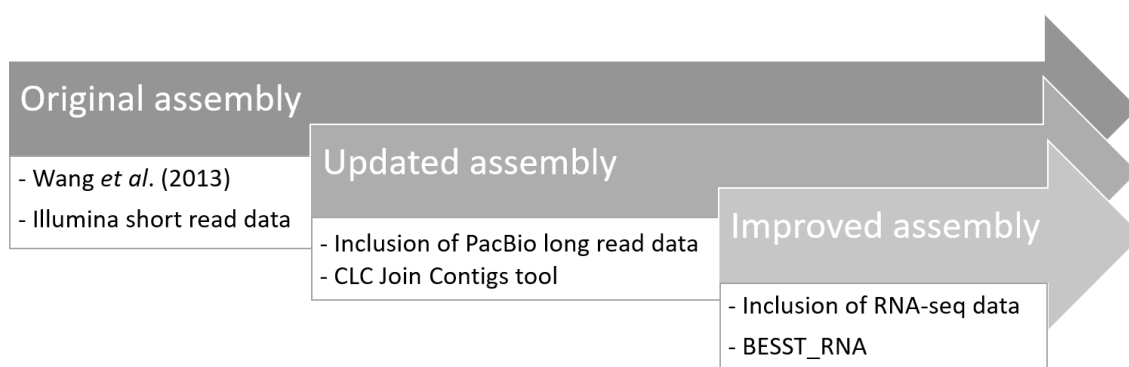 Original assembly
- Wang et al. (2013)
- Illumina short read data
Updated assembly
- Inclusion of PacBio long read data
- CLC Join Contigs tool
Improved assembly
- Inclusion of RNA-seq data
- BESST_RNA